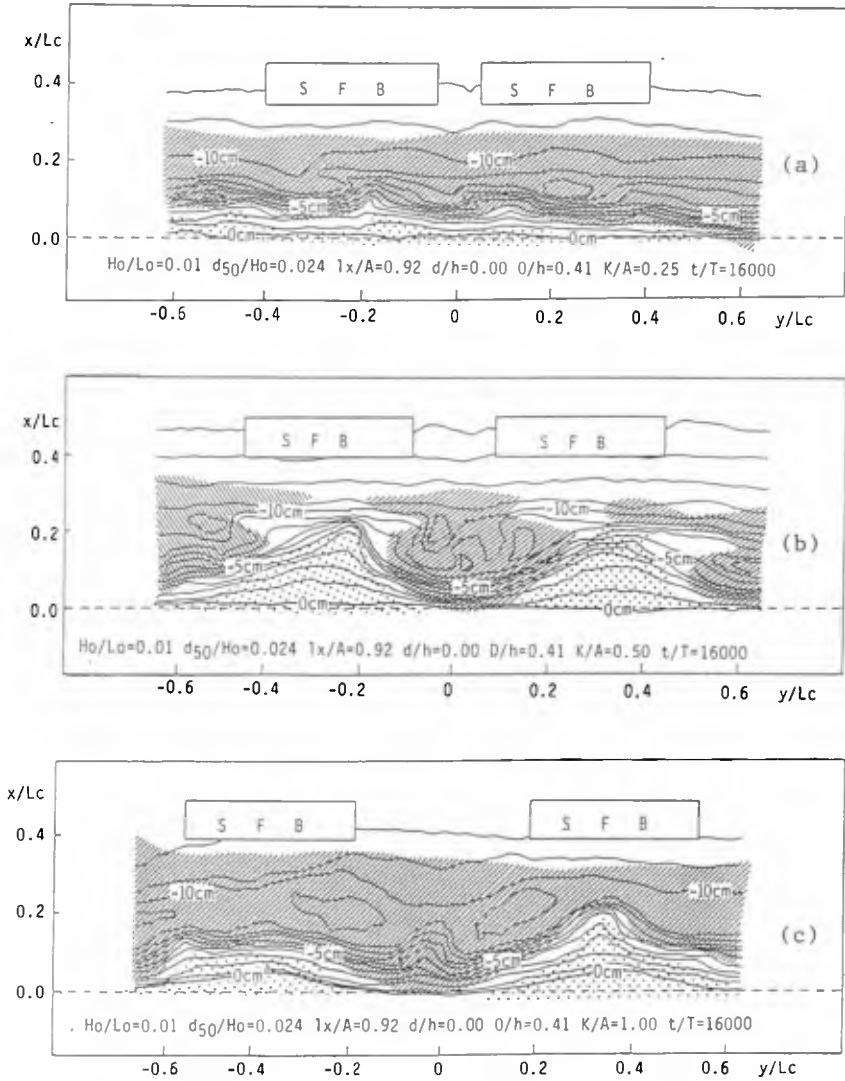 x/Lc
0.4
S F B S F B
0.2
-10cm -10cm
(a)
-5cm -5cm
0cm 0cm
0.0
Ho/Lo=0.01 d50/Ho=0.024 lx/A=0.92 d/h=0.00 O/h=0.41 K/A=0.25 t/T=16000
-0.6 -0.4 -0.2 0 0.2 0.4 0.6 y/Lc
x/Lc
S F B S F B
0.4
-10cm -10cm
0.2
(b)
-5cm -5cm -5cm
0cm 0cm
0.0
Ho/Lo=0.01 d50/Ho=0.024 lx/A=0.92 d/h=0.00 D/h=0.41 K/A=0.50 t/T=16000
-0.6 -0.4 -0.2 0 0.2 0.4 0.6 y/Lc
x/Lc
0.4
S F B S F B
-10cm -10cm
0.2
(c)
-5cm -5cm
0cm 0cm
0.0
Ho/Lo=0.01 d50/Ho=0.024 lx/A=0.92 d/h=0.00 O/h=0.41 K/A=1.00 t/T=16000
-0.6 -0.4 -0.2 0 0.2 0.4 0.6 y/Lc